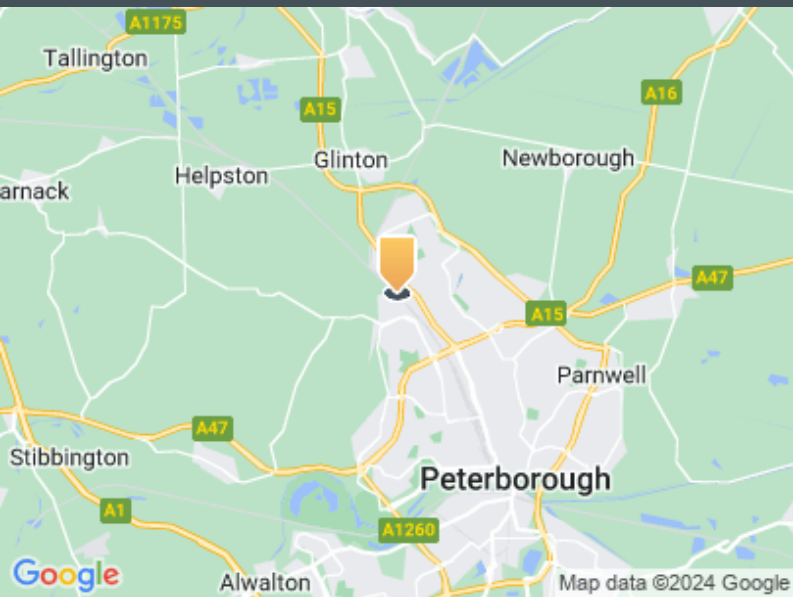 A1175
Tallington
A15
A16
Glinton
Newborough
Helpston
arnack
A47
A15
Parnwell
A47
Stibbington
Peterborough
A1
A1260
Google
Alwalton
Map data ©2024 Google